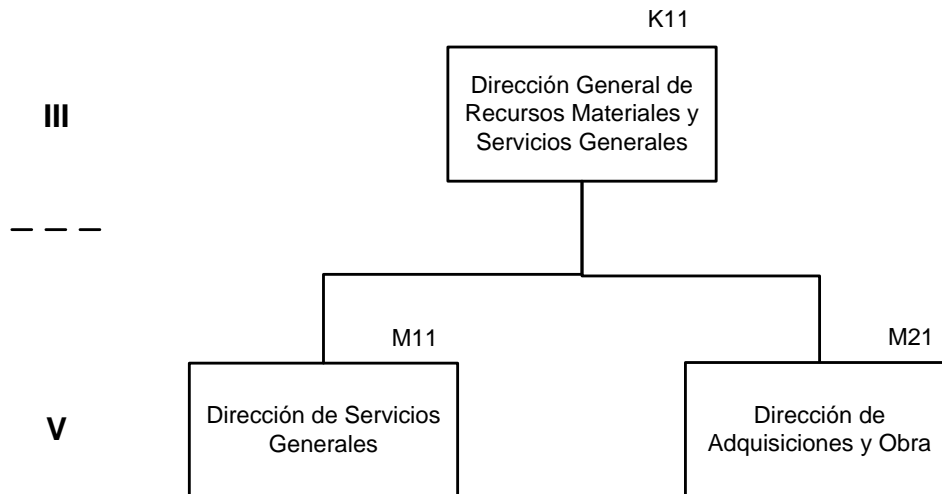 K11
Dirección General de
Recursos Materiales y
Servicios Generales
III
M11
M21
V
Dirección de Servicios
Generales
Dirección de
Adquisiciones y Obra